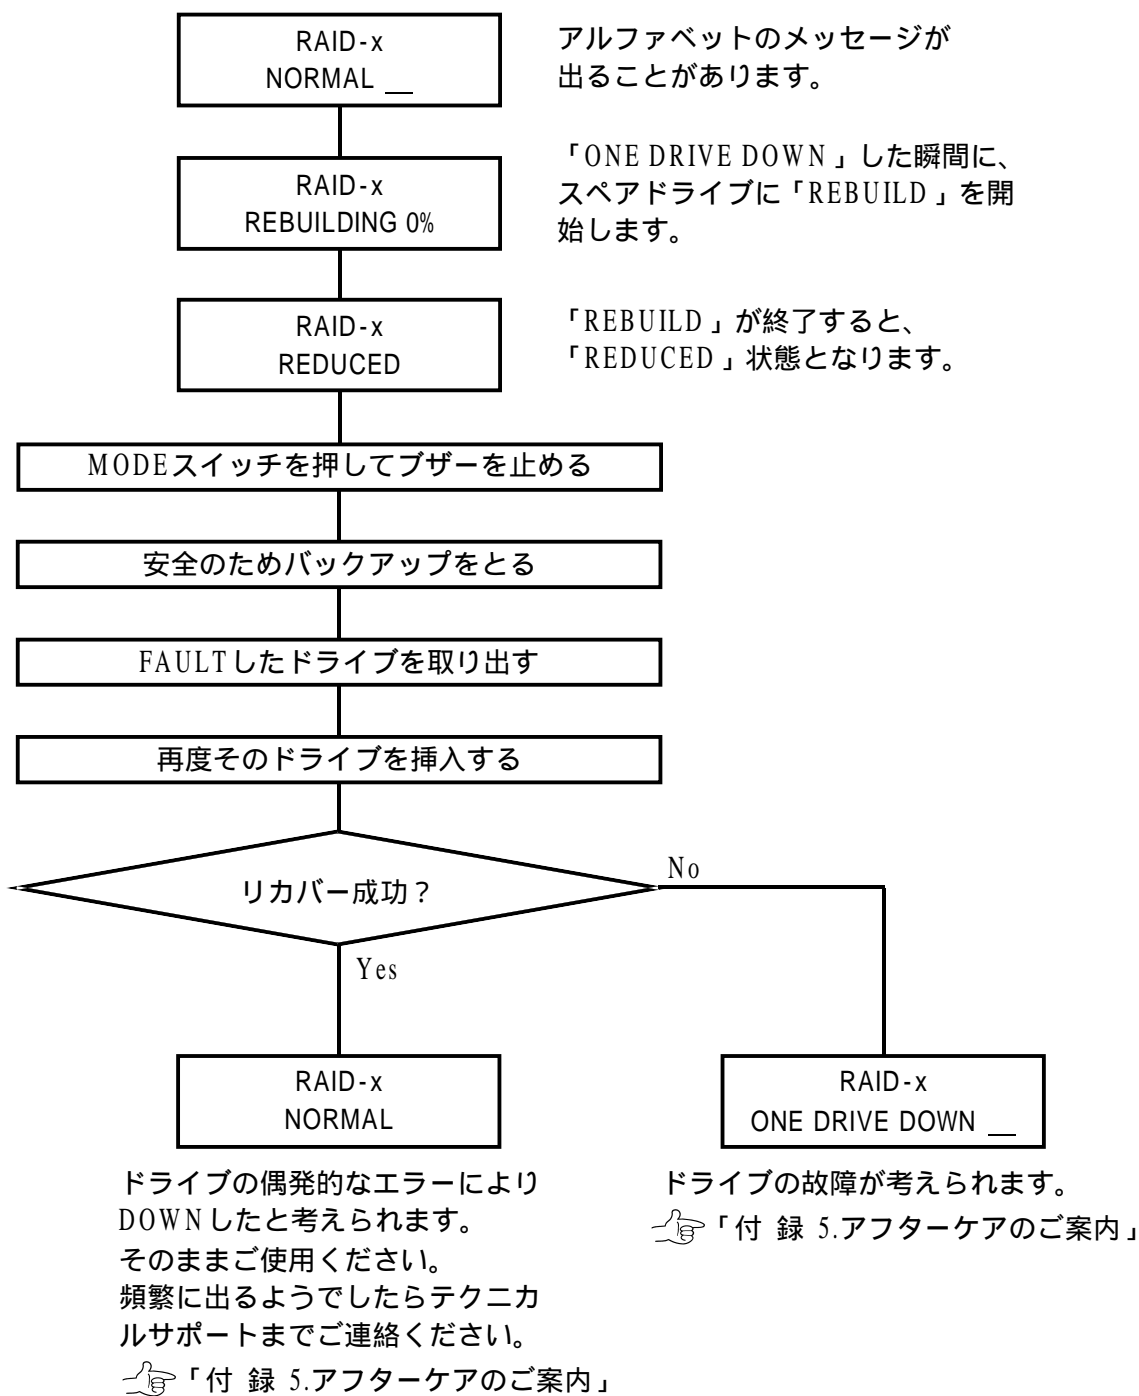 RAID-x
NORMAL __
アルファベットのメッセージが
出ることがあります。
RAID-x
REBUILDING 0%
「ONE DRIVE DOWN」した瞬間に、
スペアドライブに「REBUILD」を開
始します。
RAID-x
REDUCED
「REBUILD」が終了すると、
「REDUCED」状態となります。
MODEスイッチを押してブザーを止める
安全のためバックアップをとる
FAULTしたドライブを取り出す
再度そのドライブを挿入する
リカバー成功？
No
Yes
RAID-x
NORMAL
RAID-x
ONE DRIVE DOWN __
ドライブの偶発的なエラーにより
DOWNしたと考えられます。
そのままご使用ください。
頻繁に出るようでしたらテクニカ
ルサポートまでご連絡ください。
「付 録 5.アフターケアのご案内」
ドライブの故障が考えられます。
「付 録 5.アフターケアのご案内」